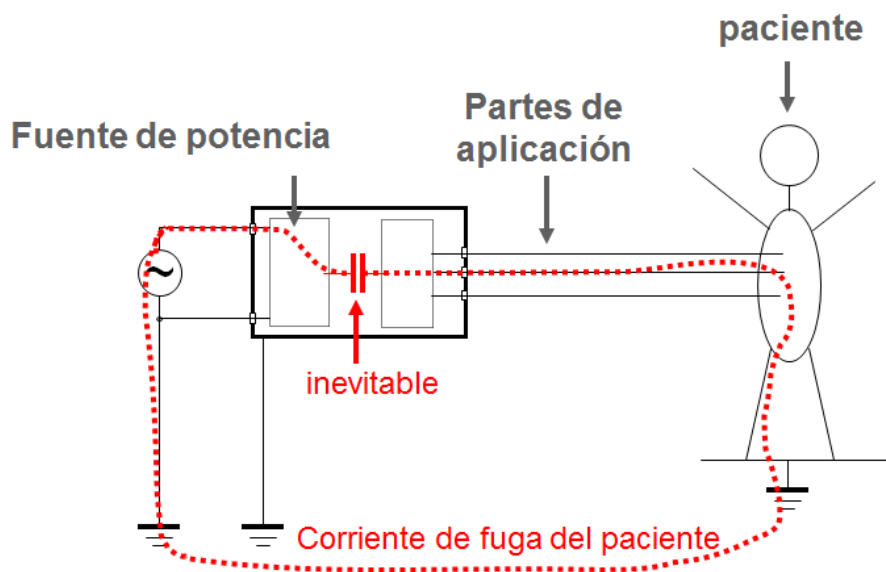 paciente
Partes de
aplicación
Fuente de potencia
inevitable
Corriente de fuga del paciente